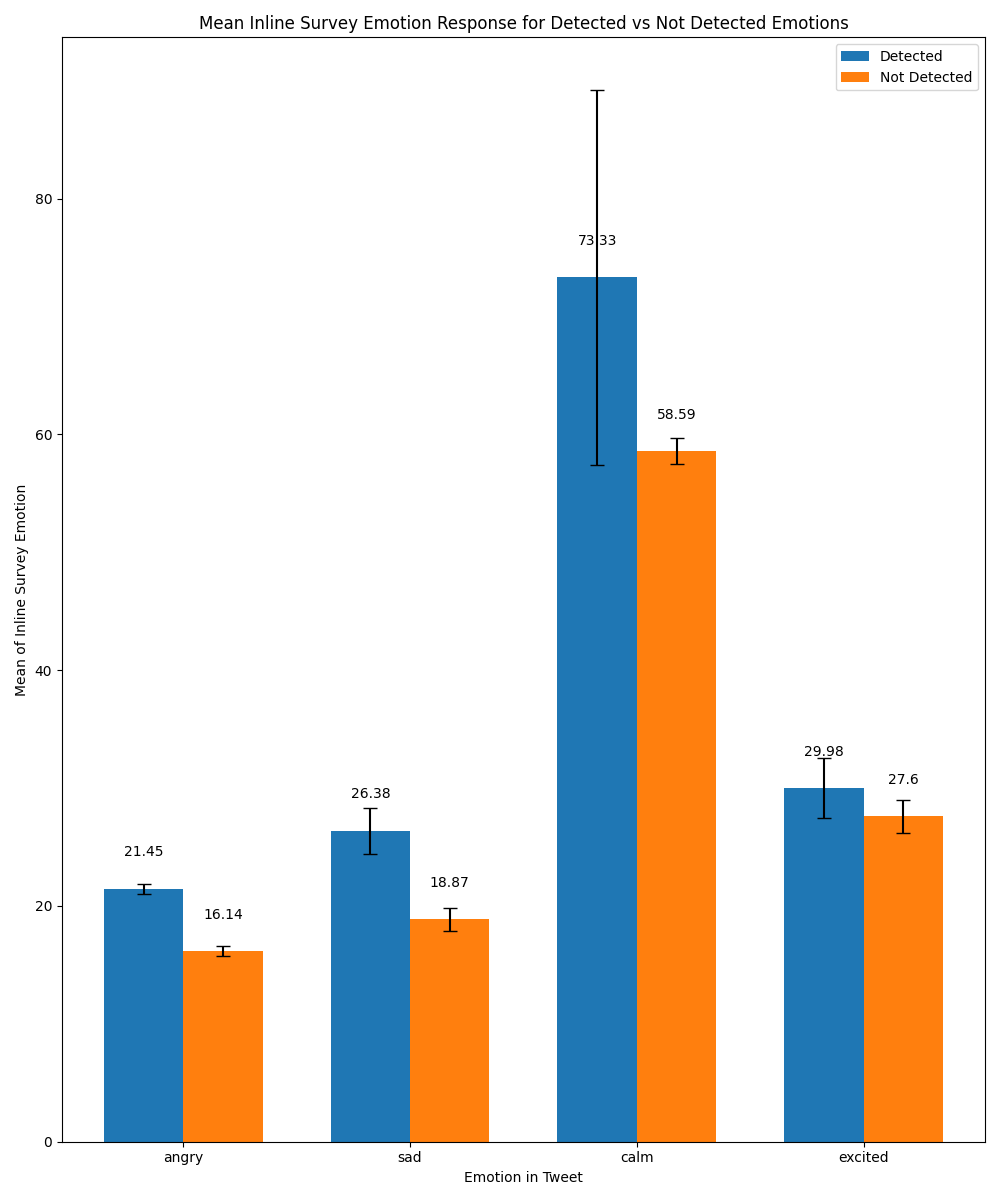 Mean Inline Survey Emotion Response for Detected vs Not Detected Emotions
Detected
Not Detected
Mean of Inline Survey Emotion
80
60
40
20
0
73.33
58.59
29.98
27.6
26.38
18.87
21.45
16.14
angry
sad
calm
excited
Emotion in Tweet